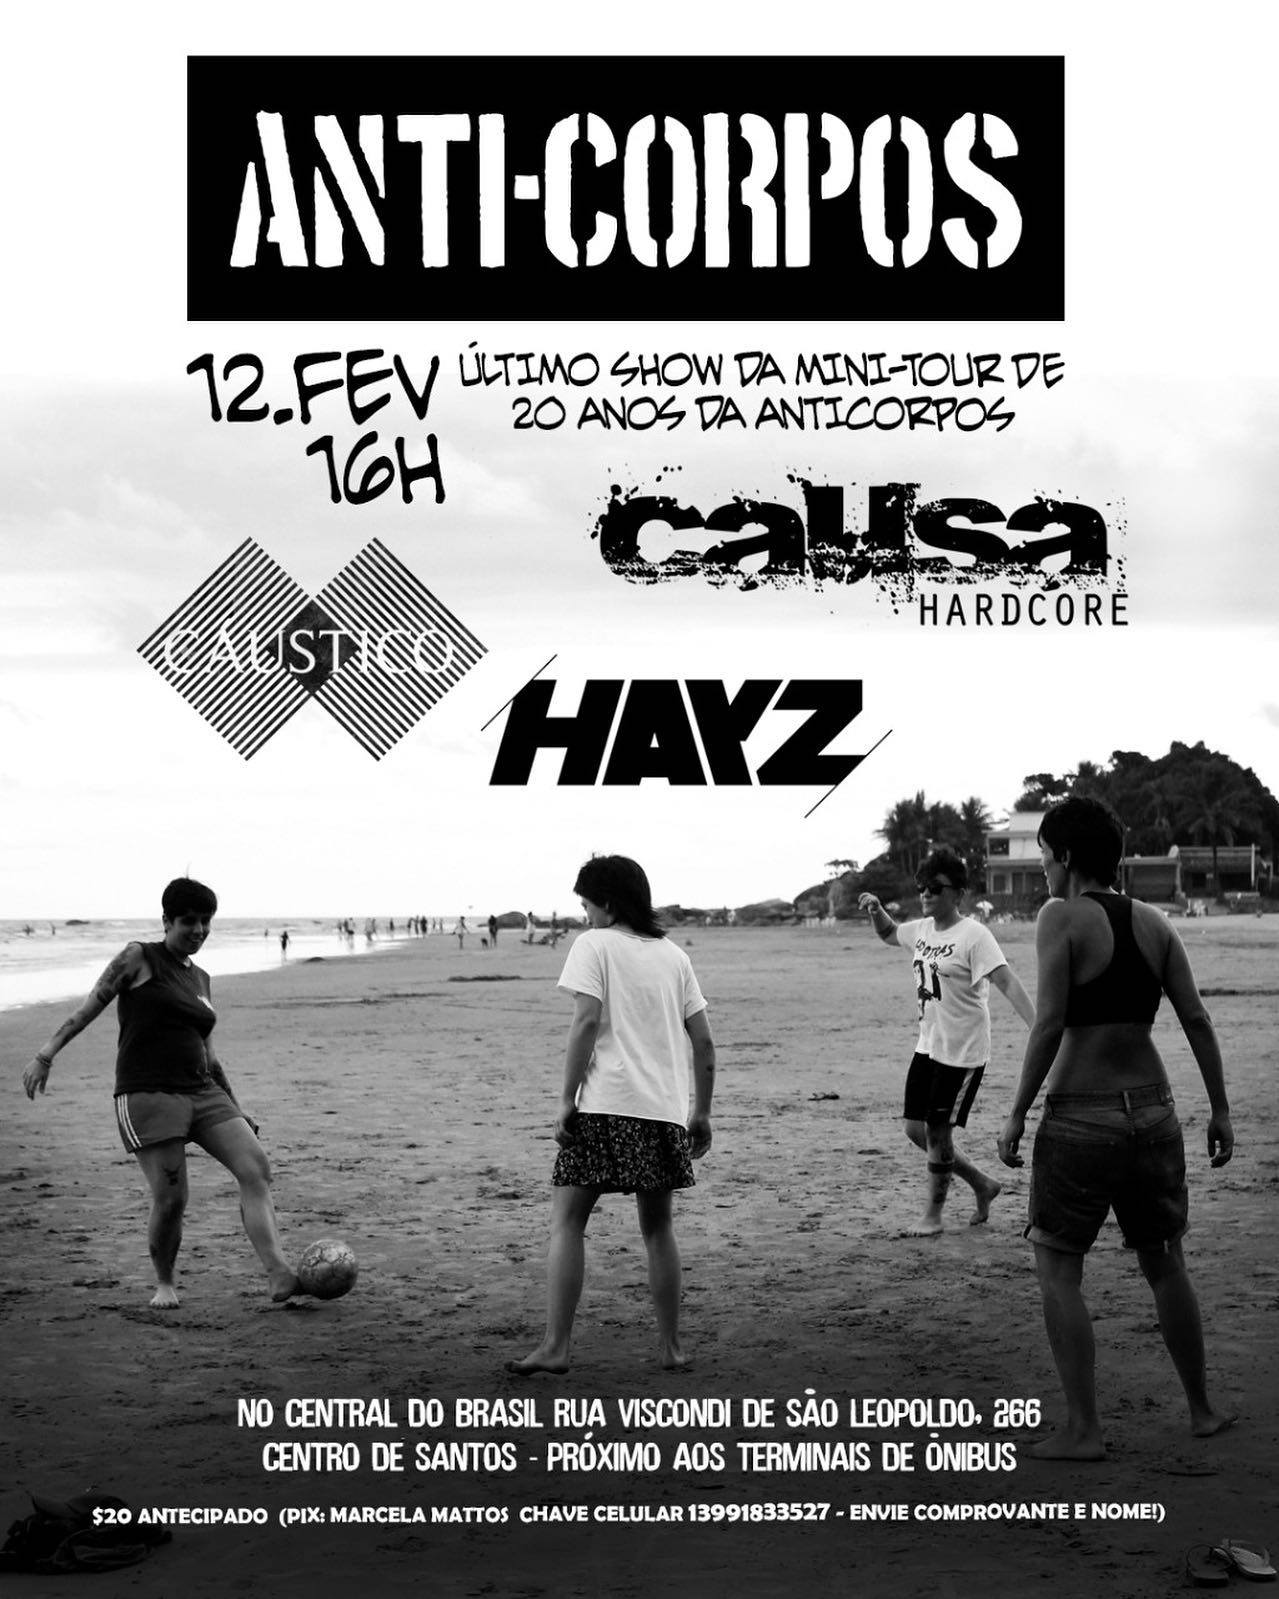 ANTI-CORPOS
12.FEV
16H
ÚLTIMO SHOW DA MINI-TOUR DE
20 ANOS DA ANTICORPOS
causa
HARDCORE
CAUSTICO
HAYZ
NO CENTRAL DO BRASIL RUA VISCONDI DE SÃO LEOPOLDO, 266
CENTRO DE SANTOS - PRÓXIMO AOS TERMINAIS DE ÔNIBUS
$20 ANTECIPADO (PIX: MARCELA MATTOS CHAVE CELULAR 13991833527 - ENVIE COMPROVANTE E NOME!)